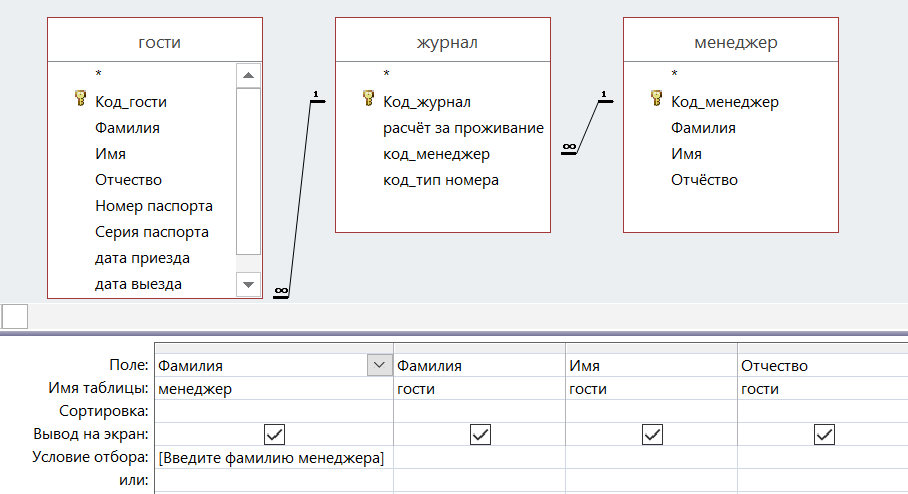 гости
*
Код_гости
Фамилия
Имя
Отчество
Номер паспорта
Серия паспорта
дата приезда
дата выезда
1
∞
журнал
*
Код_журнал
расчёт за проживание
код_менеджер
код_тип номера
1
∞
менеджер
*
Код_менеджер
Фамилия
Имя
Отчёство
Поле: Фамилия Фамилия Имя Отчество
Имя таблицы: менеджер гости гости гости
Сортировка:
Вывод на экран:
Условие отбора: [Введите фамилию менеджера]
или: